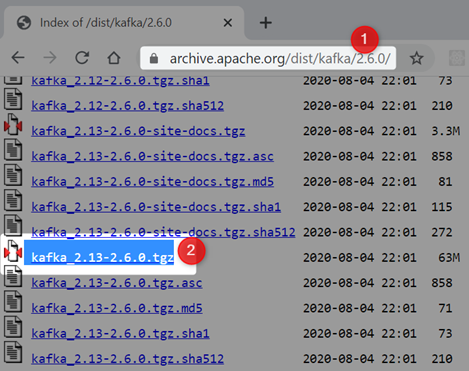 Index of /dist/kafka/2.6.0
1
archive.apache.org/dist/kafka/2.6.0/
kafka_2.12-2.6.0.tgz.sha1 2020-08-04 22:01 73
kafka_2.12-2.6.0.tgz.sha512 2020-08-04 22:01 210
kafka_2.13-2.6.0-site-docs.tgz 2020-08-04 22:01 3.3M
kafka_2.13-2.6.0-site-docs.tgz.asc 2020-08-04 22:01 858
kafka_2.13-2.6.0-site-docs.tgz.md5 2020-08-04 22:01 81
kafka_2.13-2.6.0-site-docs.tgz.sha1 2020-08-04 22:01 115
kafka_2.13-2.6.0-site-docs.tgz.sha512 2020-08-04 22:01 272
kafka_2.13-2.6.0.tgz 2 2020-08-04 22:01 63M
kafka_2.13-2.6.0.tgz.asc 2020-08-04 22:01 858
kafka_2.13-2.6.0.tgz.md5 2020-08-04 22:01 71
kafka_2.13-2.6.0.tgz.sha1 2020-08-04 22:01 73
kafka_2.13-2.6.0.tgz.sha512 2020-08-04 22:01 210